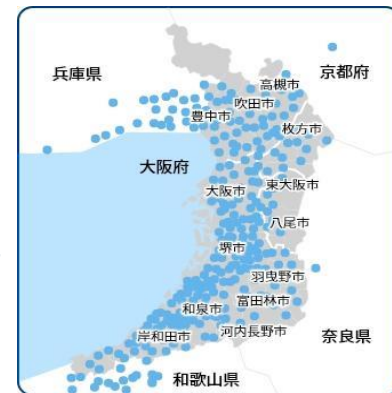 兵庫県
京都府
高槻市
吹田市
豊中市
枚方市
大阪府
大阪市
東大阪市
八尾市
堺市
羽曳野市
富田林市
和泉市
岸和田市
河内長野市
奈良県
和歌山県